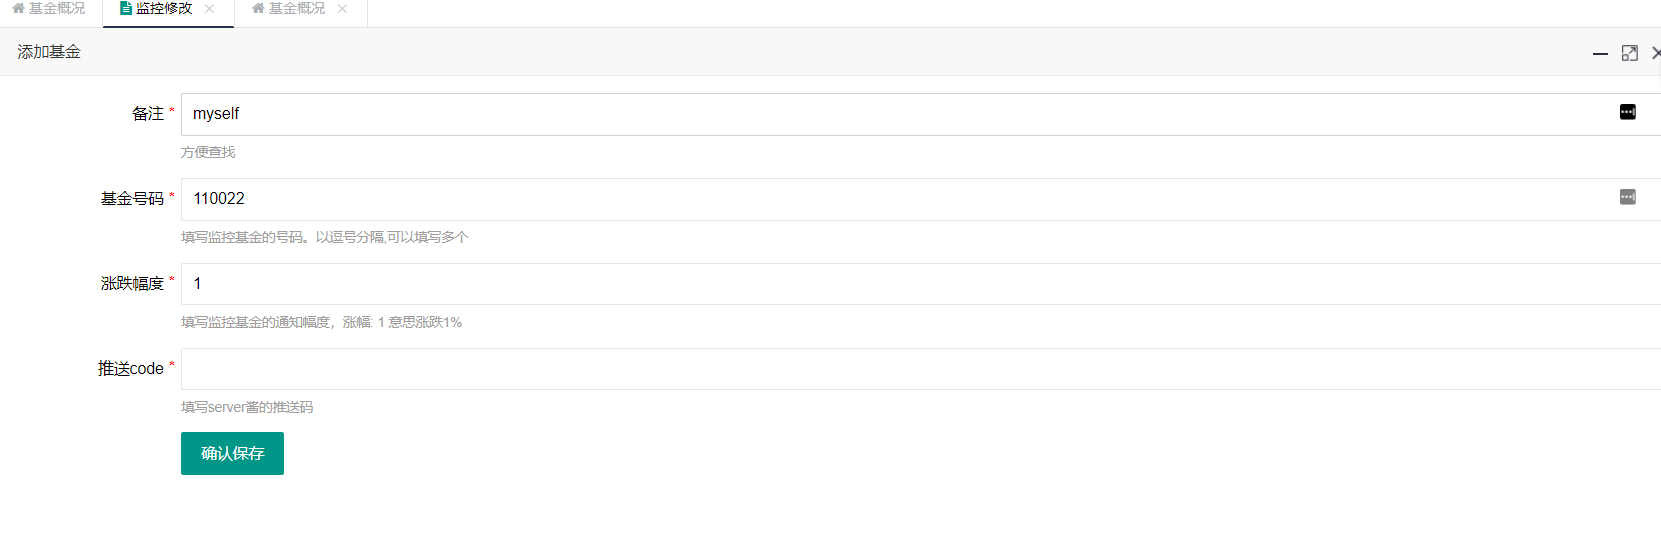 基金概况 监控修改 基金概况
添加基金
备注 * myself
方便查找
基金号码 * 110022
填写监控基金的号码。以逗号分隔,可以填写多个
涨跌幅度 * 1
填写监控基金的通知幅度，涨幅: 1 意思涨跌1%
推送code *
填写server酱的推送码
确认保存